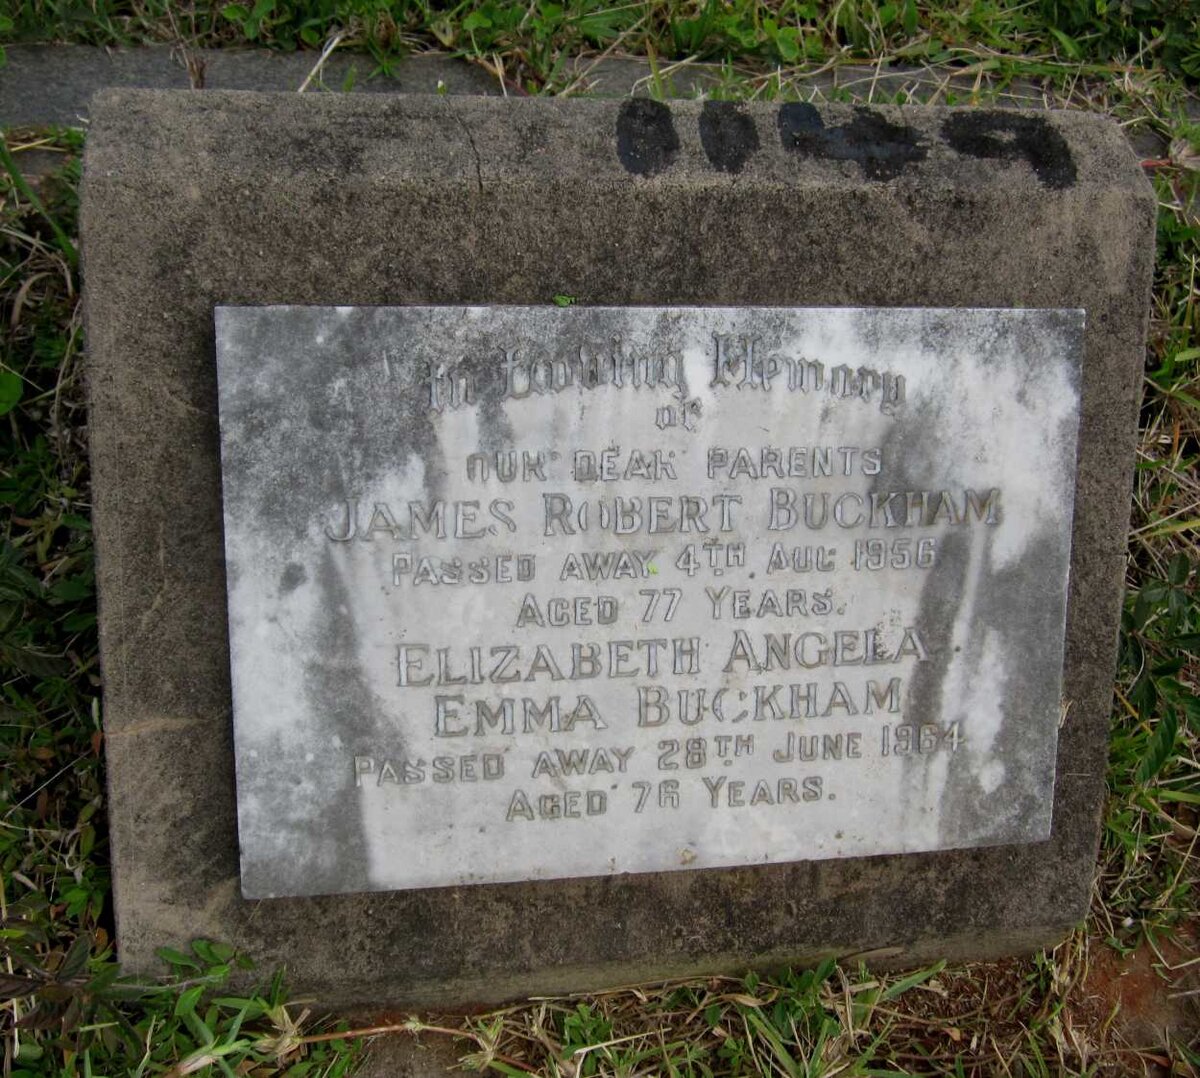 In Loving Memory
of
OUR DEAR PARENTS
JAMES ROBERT BUCKHAM
PASSED AWAY 4TH AUG 1956
AGED 77 YEARS.
ELIZABETH ANGELA
EMMA BUCKHAM
PASSED AWAY 28TH JUNE 1964
AGED 76 YEARS.